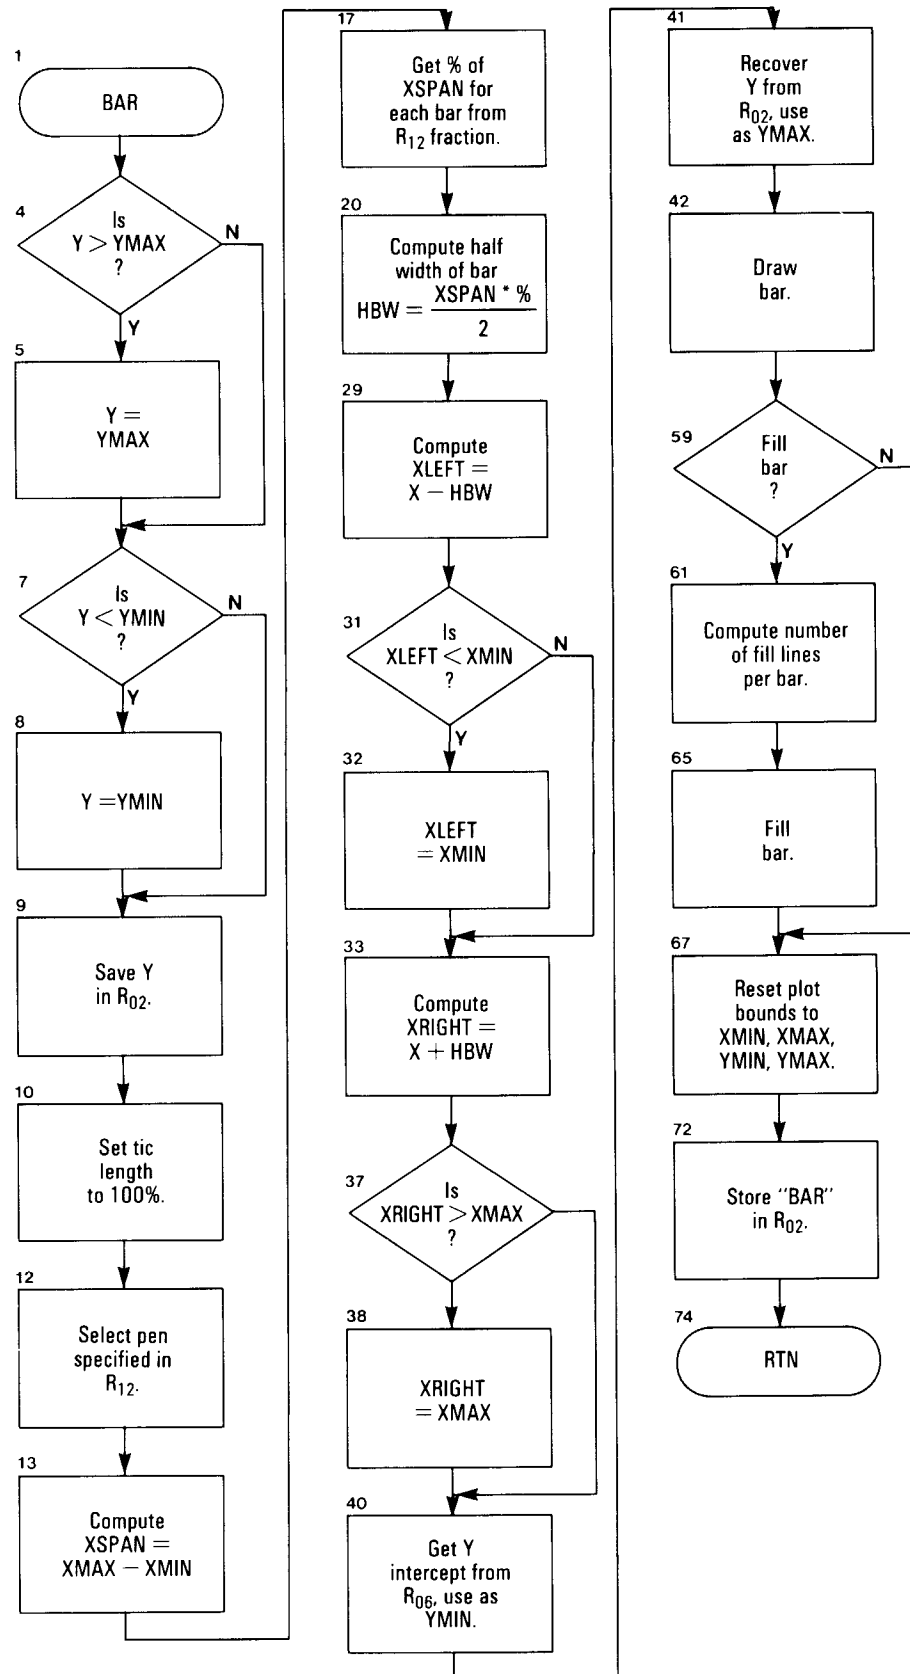 1
BAR
4
Is
Y > YMAX
?
N
Y
5
Y =
YMAX
7
Is
Y < YMIN
?
N
Y
8
Y = YMIN
9
Save Y
in R02.
10
Set tic
length
to 100%.
12
Select pen
specified in
R12.
13
Compute
XSPAN =
XMAX − XMIN
17
Get % of
XSPAN for
each bar from
R12 fraction.
20
Compute half
width of bar
HBW = XSPAN * %
2
29
Compute
XLEFT =
X − HBW
31
Is
XLEFT < XMIN
?
N
Y
32
XLEFT
= XMIN
33
Compute
XRIGHT =
X + HBW
37
Is
XRIGHT > XMAX
?
38
XRIGHT
= XMAX
40
Get Y
intercept from
R06, use as
YMIN.
41
Recover
Y from
R02, use
as YMAX.
42
Draw
bar.
59
Fill
bar
?
N
Y
61
Compute number
of fill lines
per bar.
65
Fill
bar.
67
Reset plot
bounds to
XMIN, XMAX,
YMIN, YMAX.
72
Store "BAR"
in R02.
74
RTN